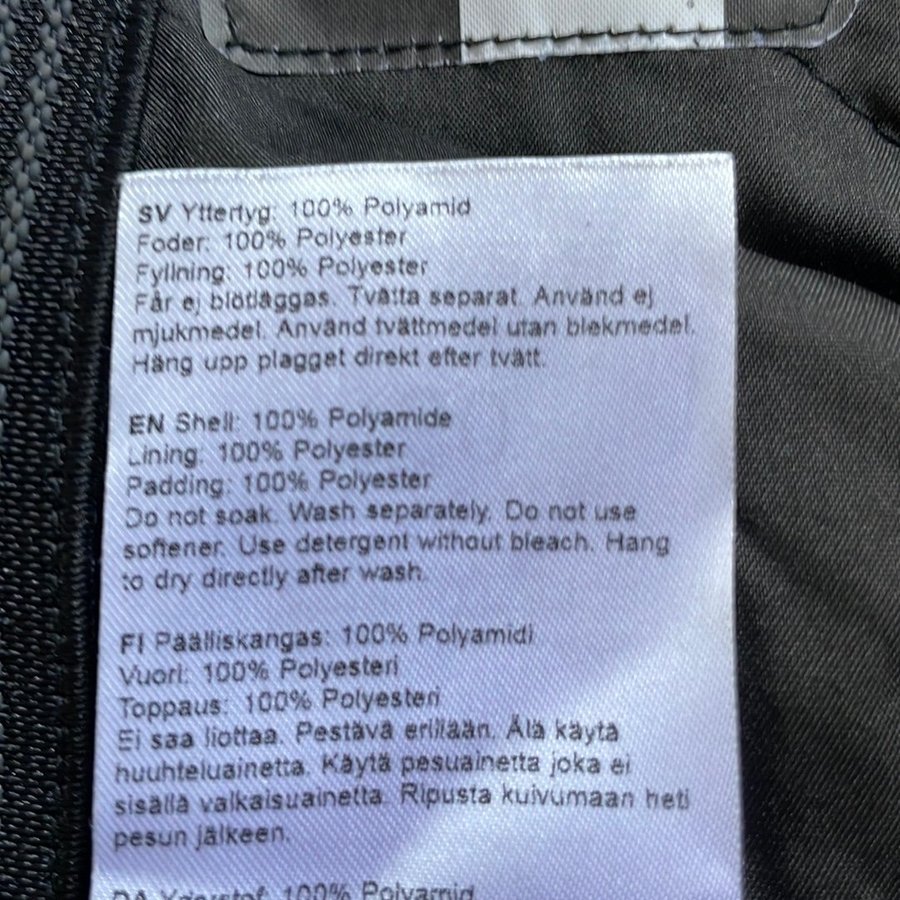 SV Yttertyg: 100% Polyamid
Foder: 100% Polyester
Fyllning: 100% Polyester
Får ej blötläggas. Tvätta separat. Använd ej
mjukmedel. Använd tvättmedel utan blekmedel.
Häng upp plagget direkt efter tvätt.
EN Shell: 100% Polyamide
Lining: 100% Polyester
Padding: 100% Polyester
Do not soak. Wash separately. Do not use
softener. Use detergent without bleach. Hang
to dry directly after wash.
FI Päälliskangas: 100% Polyamidi
Vuori: 100% Polyesteri
Toppaus: 100% Polyesteri
Ei saa liottaa. Pestävä erillään. Älä käytä
huuhteluainetta. Käytä pesuainetta joka ei
sisällä valkaisuainetta. Ripusta kuivumaan heti
pesun jälkeen.
DA Yderstof: 100% Polyamid